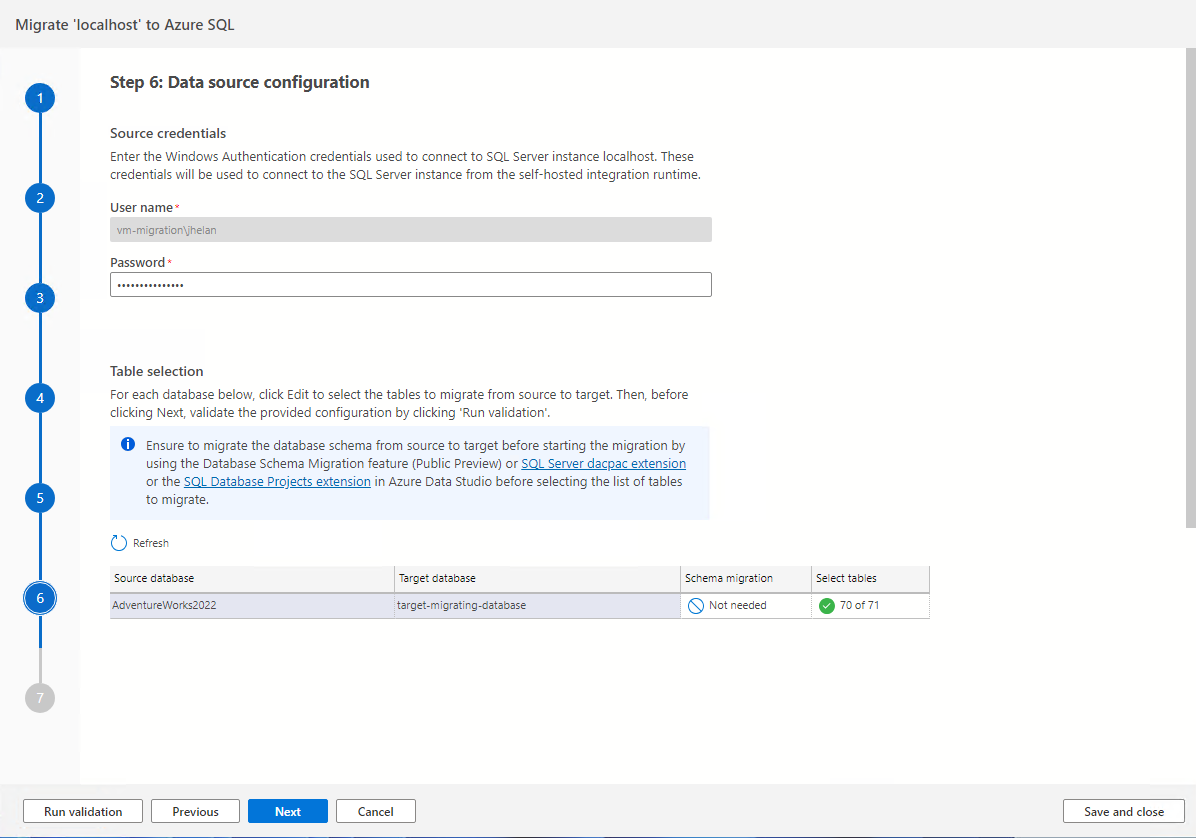 Migrate 'localhost' to Azure SQL
1
2
3
4
5
6
7
Step 6: Data source configuration
Source credentials
Enter the Windows Authentication credentials used to connect to SQL Server instance localhost. These
credentials will be used to connect to the SQL Server instance from the self-hosted integration runtime.
User name*
vm-migration\jhelan
Password*
•••••••••••••••
Table selection
For each database below, click Edit to select the tables to migrate from source to target. Then, before
clicking Next, validate the provided configuration by clicking 'Run validation'.
Ensure to migrate the database schema from source to target before starting the migration by
using the Database Schema Migration feature (Public Preview) or SQL Server dacpac extension
or the SQL Database Projects extension in Azure Data Studio before selecting the list of tables
to migrate.
Refresh
Source database Target database Schema migration Select tables
AdventureWorks2022 target-migrating-database Not needed 70 of 71
Run validation Previous Next Cancel Save and close